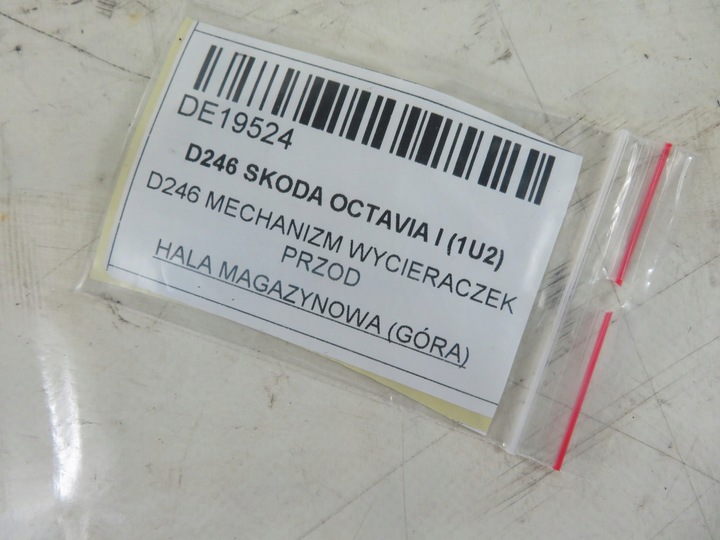 DE19524
D246 SKODA OCTAVIA I (1U2)
D246 MECHANIZM WYCIERACZEK
PRZOD
HALA MAGAZYNOWA (GÓRA)